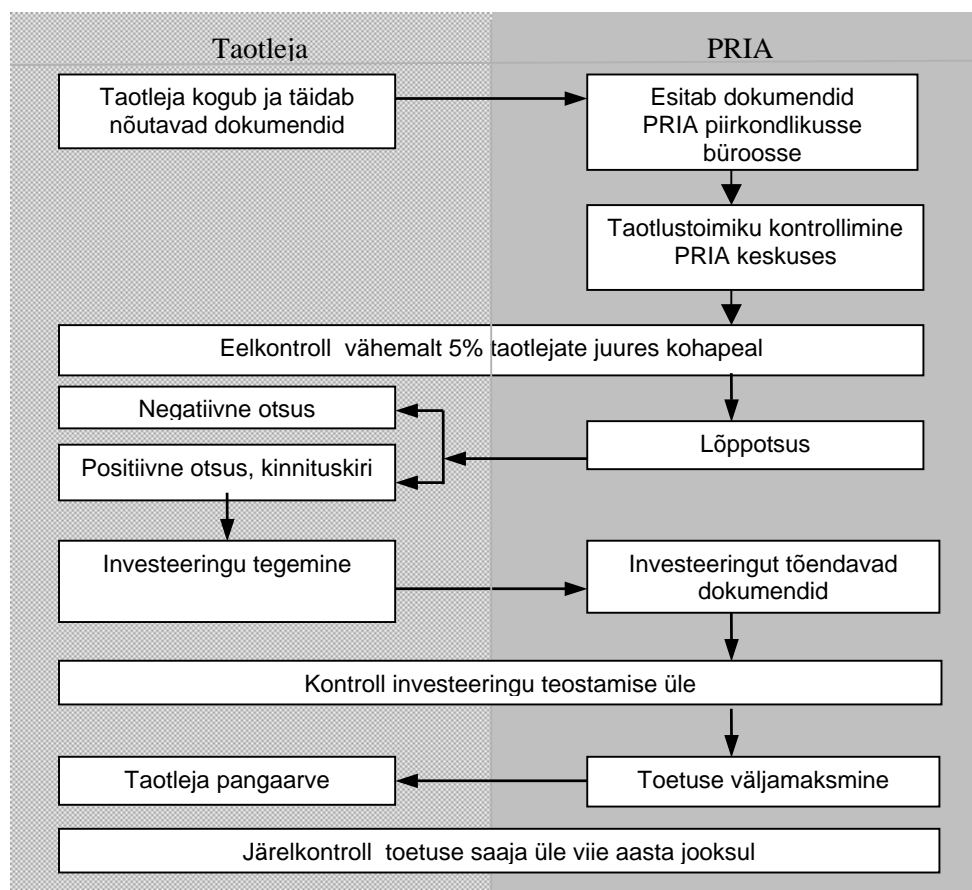 Taotleja
PRIA
Taotleja kogub ja täidab
nõutavad dokumendid
Esitab dokumendid
PRIA piirkondlikusse
büroosse
Taotlustoimiku kontrollimine
PRIA keskuses
Eelkontroll vähemalt 5% taotlejate juures kohapeal
Negatiivne otsus
Lõppotsus
Positiivne otsus, kinnituskiri
Investeeringu tegemine
Investeeringut tõendavad
dokumendid
Kontroll investeeringu teostamise üle
Taotleja pangaarve
Toetuse väljamaksmine
Järelkontroll toetuse saaja üle viie aasta jooksul